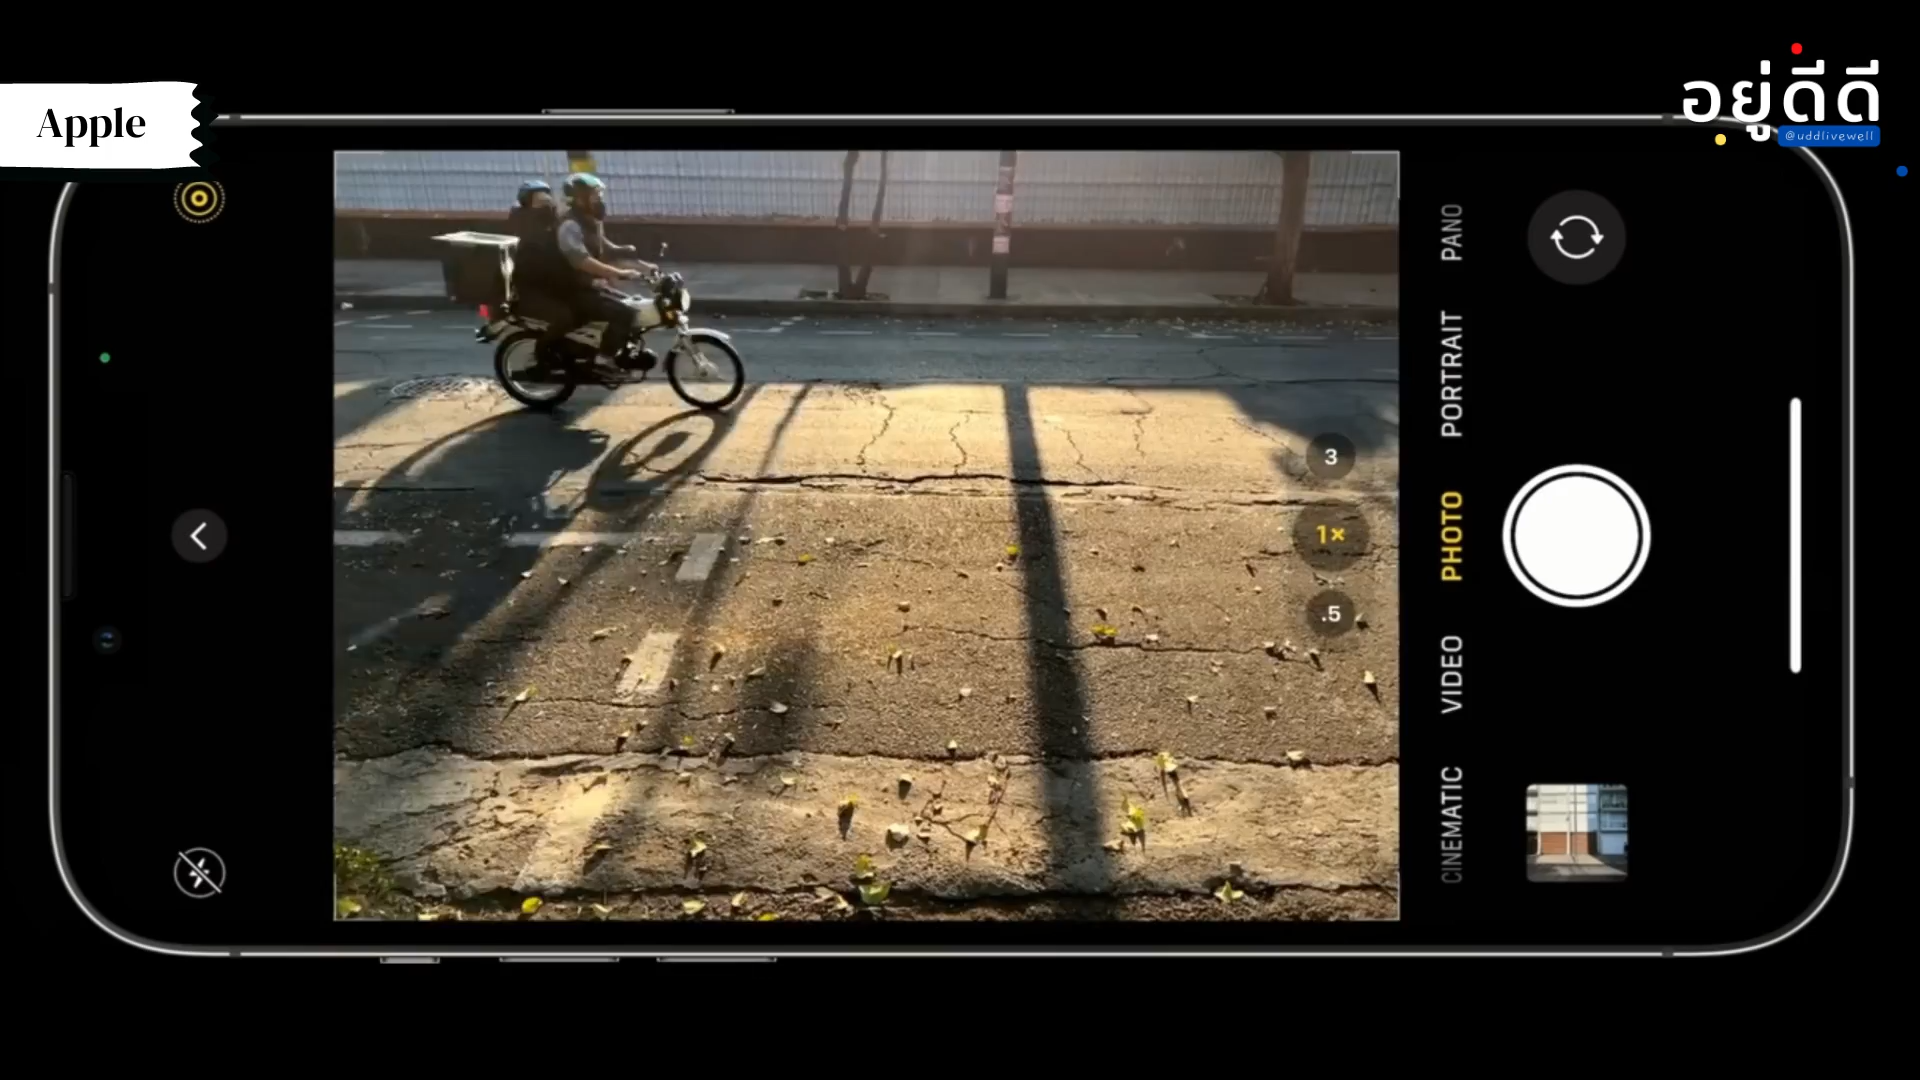 Apple
อยู่ดีดี
@uddlivewell
PANO
PORTRAIT
PHOTO
VIDEO
CINEMATIC
3
1×
.5